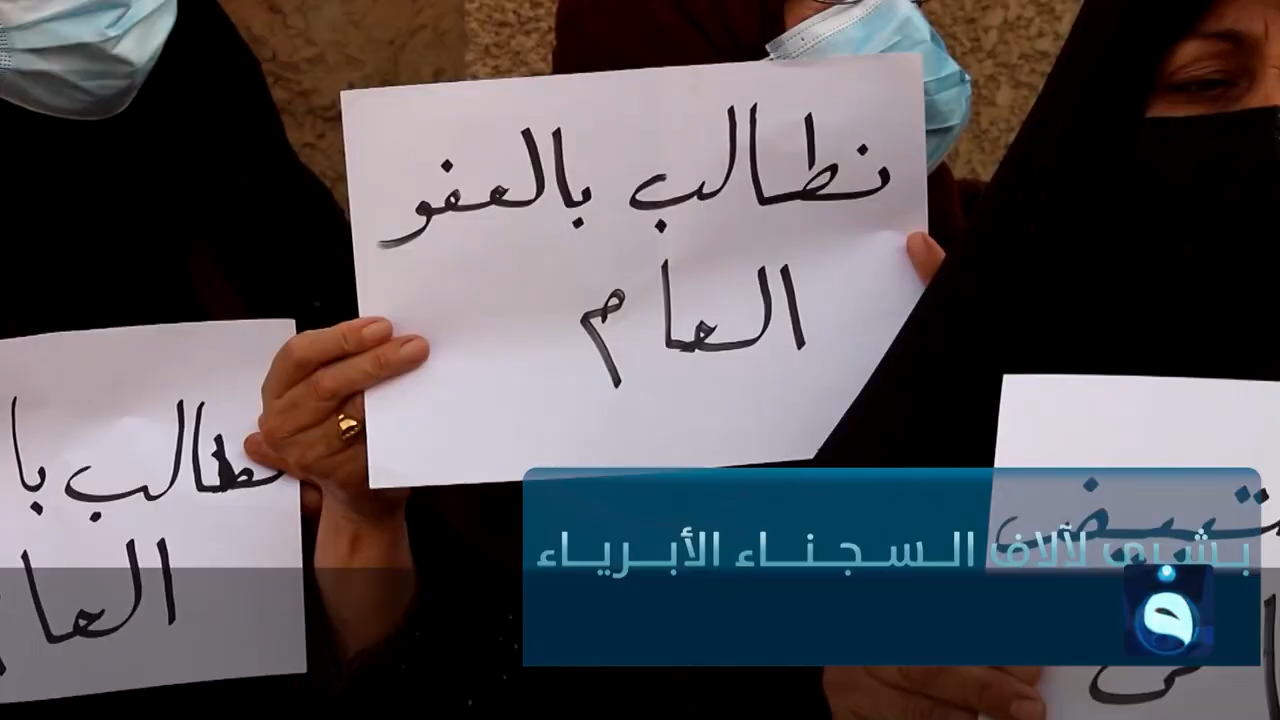 نطالب بالعفو
العام
نطالب با
العا
بشرى لآلاف السجناء الأبرياء